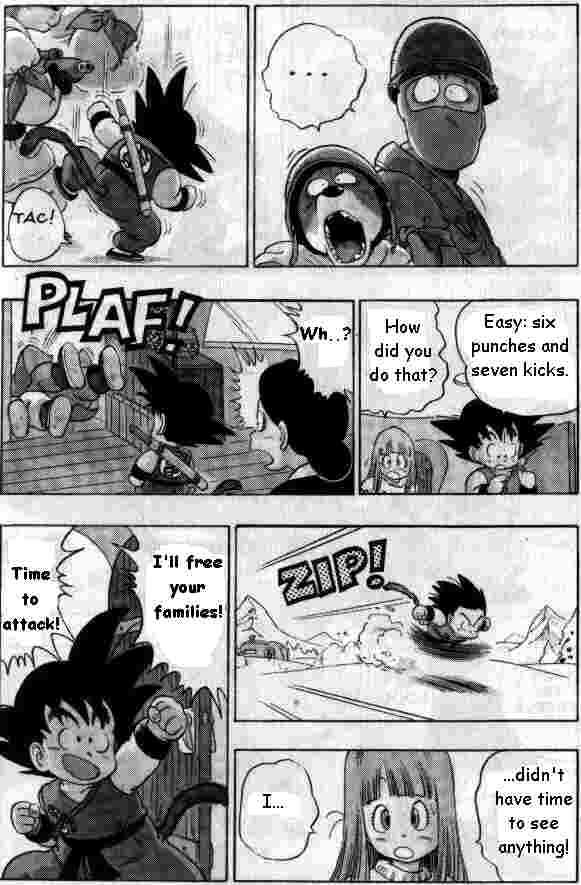 TAC!
...
PLAF!
Wh..?
How
did you
do that?
Easy: six
punches and
seven kicks.
Time
to
attack!
I'll free
your
families!
ZIP!
I...
...didn't
have time
to see
anything!